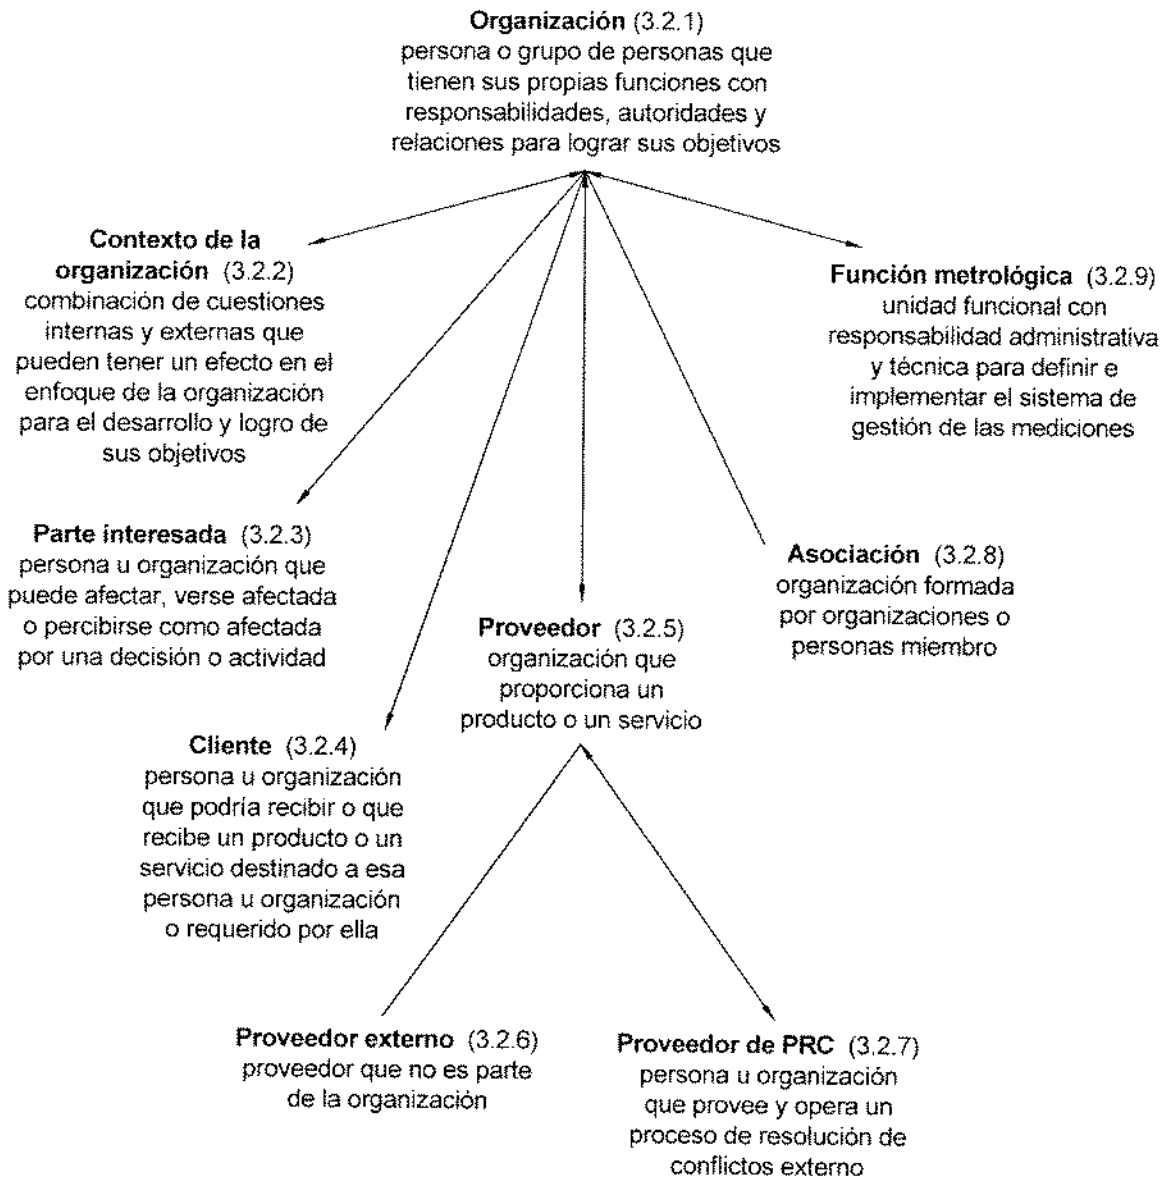 Organización (3.2.1)
persona o grupo de personas que
tienen sus propias funciones con
responsabilidades, autoridades y
relaciones para lograr sus objetivos
Contexto de la
organización (3.2.2)
combinación de cuestiones
internas y externas que
pueden tener un efecto en el
enfoque de la organización
para el desarrollo y logro de
sus objetivos
Función metrológica (3.2.9)
unidad funcional con
responsabilidad administrativa
y técnica para definir e
implementar el sistema de
gestión de las mediciones
Parte interesada (3.2.3)
persona u organización que
puede afectar, verse afectada
o percibirse como afectada
por una decisión o actividad
Asociación (3.2.8)
organización formada
por organizaciones o
personas miembro
Proveedor (3.2.5)
organización que
proporciona un
producto o un servicio
Cliente (3.2.4)
persona u organización
que podría recibir o que
recibe un producto o un
servicio destinado a esa
persona u organización
o requerido por ella
Proveedor externo (3.2.6)
proveedor que no es parte
de la organización
Proveedor de PRC (3.2.7)
persona u organización
que provee y opera un
proceso de resolución de
conflictos externo